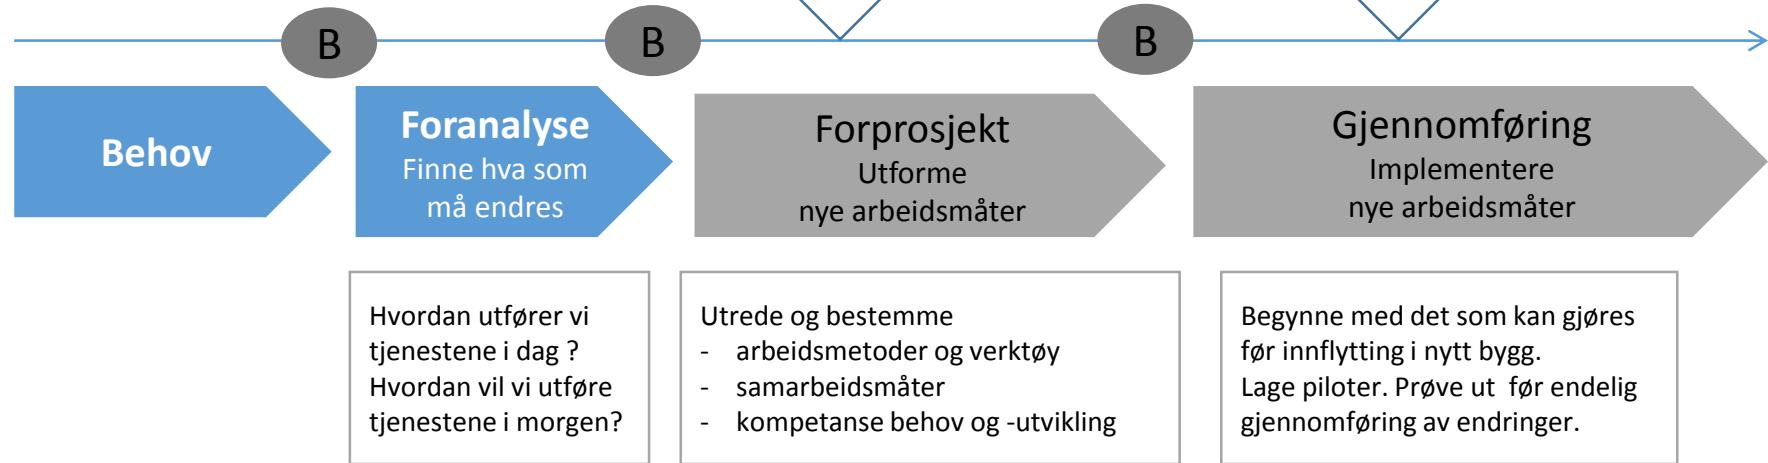 B
B
B
Behov
Foranalyse
Finne hva som
må endres
Forprosjekt
Utforme
nye arbeidsmåter
Gjennomføring
Implementere
nye arbeidsmåter
Hvordan utfører vi
tjenestene i dag ?
Hvordan vil vi utføre
tjenestene i morgen?
Utrede og bestemme
- arbeidsmetoder og verktøy
- samarbeidsmåter
- kompetanse behov og -utvikling
Begynne med det som kan gjøres
før innflytting i nytt bygg.
Lage piloter. Prøve ut  før endelig
gjennomføring av endringer.